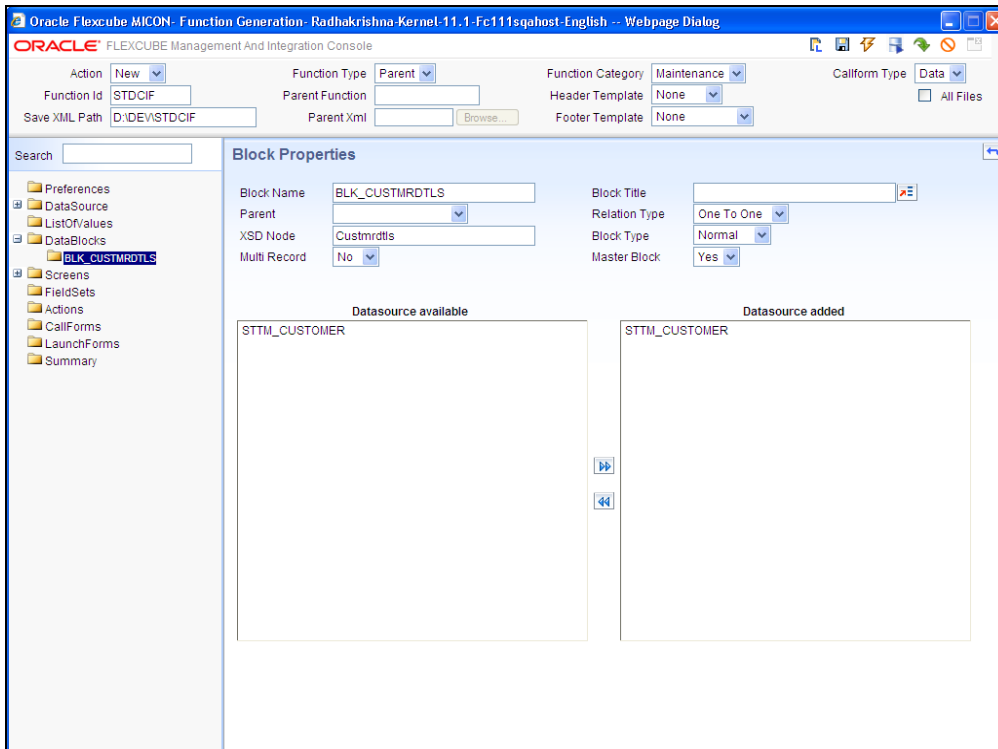 Oracle Flexcube MICON- Function Generation- Radhakrishna-Kernel-11.1-Fc111sqahost-English -- Webpage Dialog
ORACLE FLEXCUBE Management And Integration Console
Action New Function Type Parent Function Category Maintenance Callform Type Data
Function Id STDCIF Parent Function Header Template None All Files
Save XML Path D:\DEV\STDCIF Parent Xml Browse... Footer Template None
Search
Preferences
DataSource
ListOfValues
DataBlocks
BLK_CUSTMRDTLS
Screens
FieldSets
Actions
CallForms
LaunchForms
Summary
Block Properties
Block Name BLK_CUSTMRDTLS Block Title
Parent Relation Type One To One
XSD Node Custmrdtls Block Type Normal
Multi Record No Master Block Yes
Datasource available Datasource added
STTM_CUSTOMER STTM_CUSTOMER